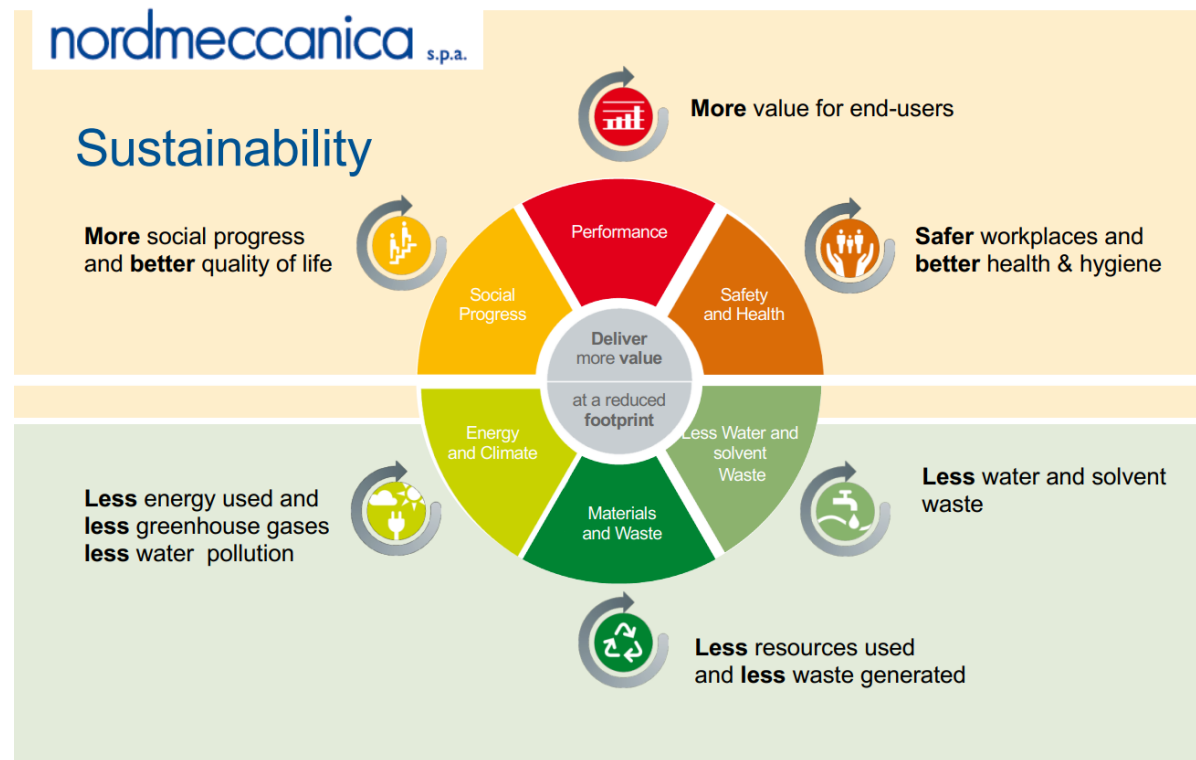 nordmeccanica s.p.a.
Sustainability
More value for end-users
More social progress
and better quality of life
Safer workplaces and
better health & hygiene
Performance
Social
Progress
Safety
and Health
Deliver
more value
at a reduced
footprint
Energy
and Climate
Less Water and
solvent
Waste
Materials
and Waste
Less energy used and
less greenhouse gases
less water pollution
Less water and solvent
waste
Less resources used
and less waste generated